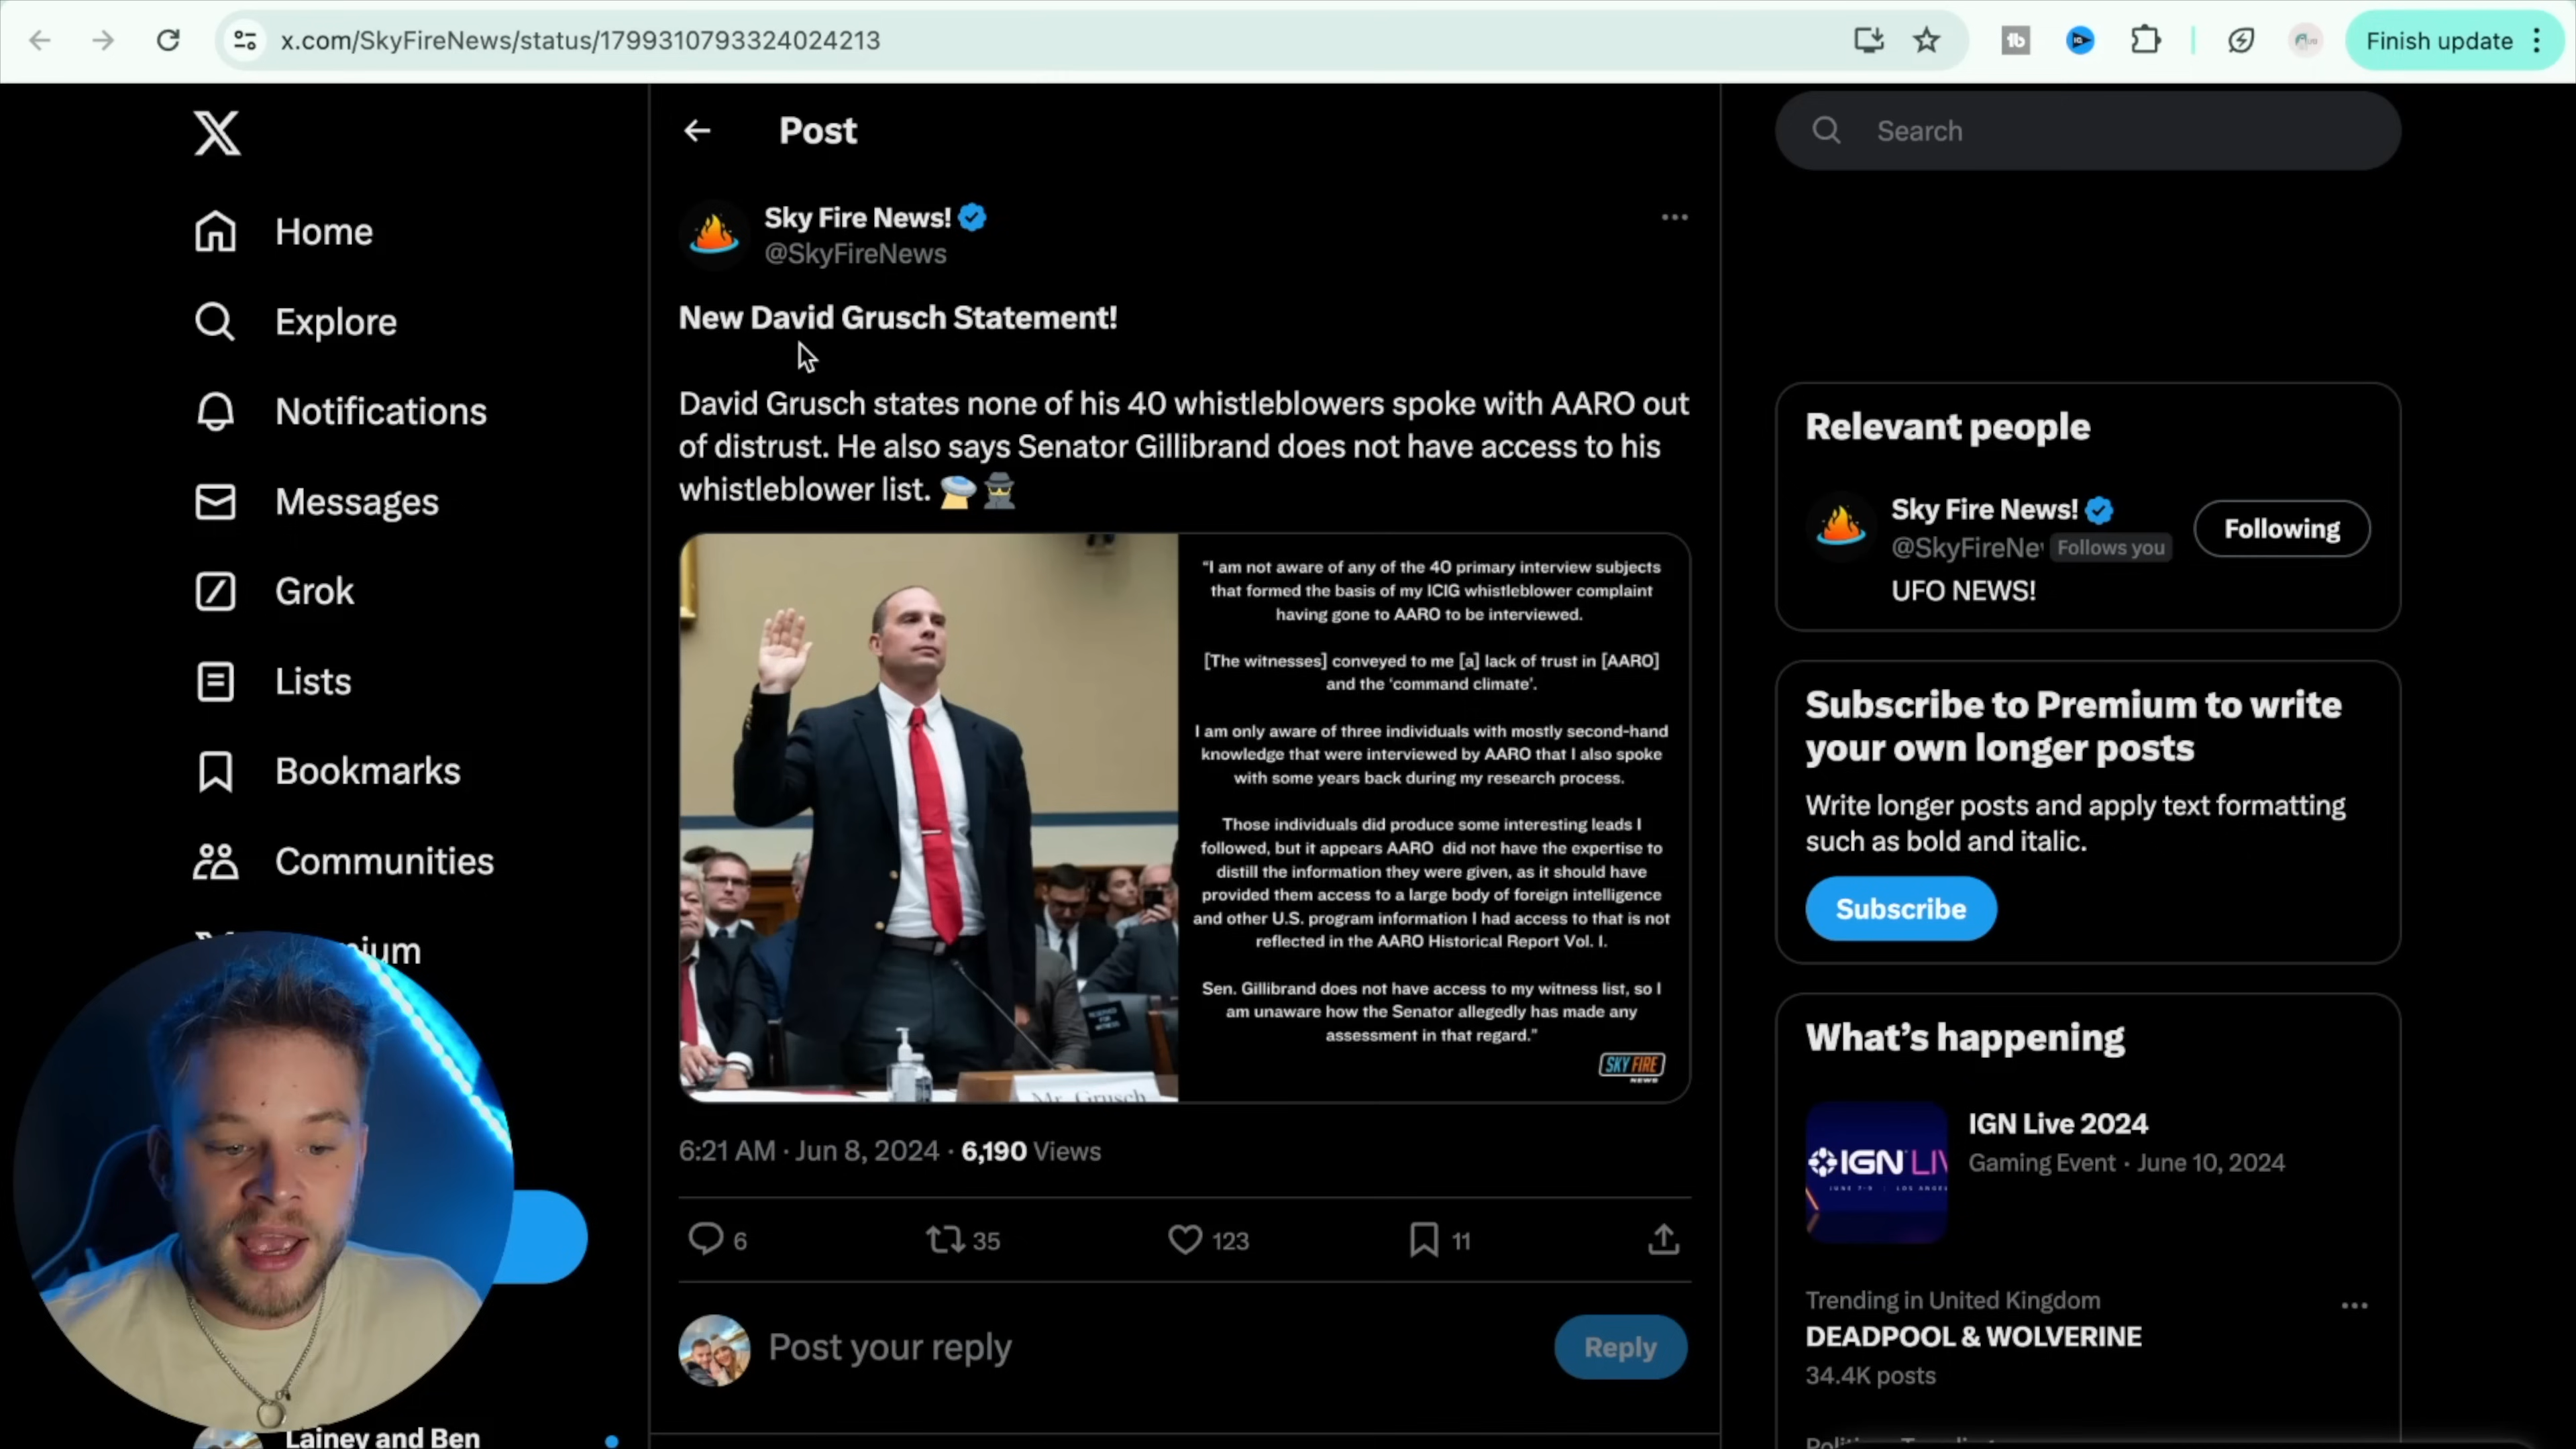 x.com/SkyFireNews/status/1799310793324024213
Finish update
Home
Explore
Notifications
Messages
Grok
Lists
Bookmarks
Communities
Lainey and Ben
Post
Sky Fire News!
@SkyFireNews
New David Grusch Statement!
David Grusch states none of his 40 whistleblowers spoke with AARO out
of distrust. He also says Senator Gillibrand does not have access to his
whistleblower list. 🛸🕵️
"I am not aware of any of the 40 primary interview subjects
that formed the basis of my ICIG whistleblower complaint
having gone to AARO to be interviewed.
[The witnesses] conveyed to me [a] lack of trust in [AARO]
and the 'command climate'.
I am only aware of three individuals with mostly second-hand
knowledge that were interviewed by AARO that I also spoke
with some years back during my research process.
Those individuals did produce some interesting leads I
followed, but it appears AARO did not have the expertise to
distill the information they were given, as it should have
provided them access to a large body of foreign intelligence
and other U.S. program information I had access to that is not
reflected in the AARO Historical Report Vol. I.
Sen. Gillibrand does not have access to my witness list, so I
am unaware how the Senator allegedly has made any
assessment in that regard."
SKY FIRE
NEWS
RESERVED
FOR
WITNESS
Mr. Grusch
6:21 AM · Jun 8, 2024 · 6,190 Views
6
35
123
11
Post your reply
Reply
Search
Relevant people
Sky Fire News!
@SkyFireNe
Follows you
Following
UFO NEWS!
Subscribe to Premium to write
your own longer posts
Write longer posts and apply text formatting
such as bold and italic.
Subscribe
What's happening
IGN LIV
JUNE 7-9 | LOS ANGE
IGN Live 2024
Gaming Event · June 10, 2024
Trending in United Kingdom
DEADPOOL & WOLVERINE
34.4K posts